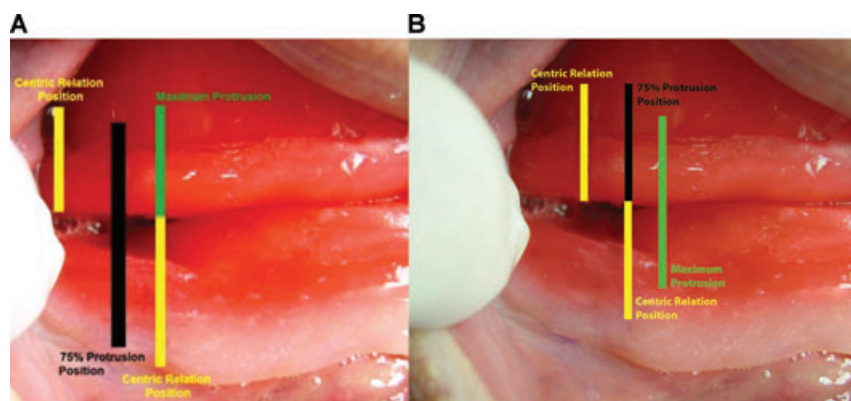 A
Centric Relation
Position
Maximum Protrusion
75% Protrusion
Position
Centric Relation
Position
B
Centric Relation
Position
75% Protrusion
Position
Maximum
Protrusion
Centric Relation
Position